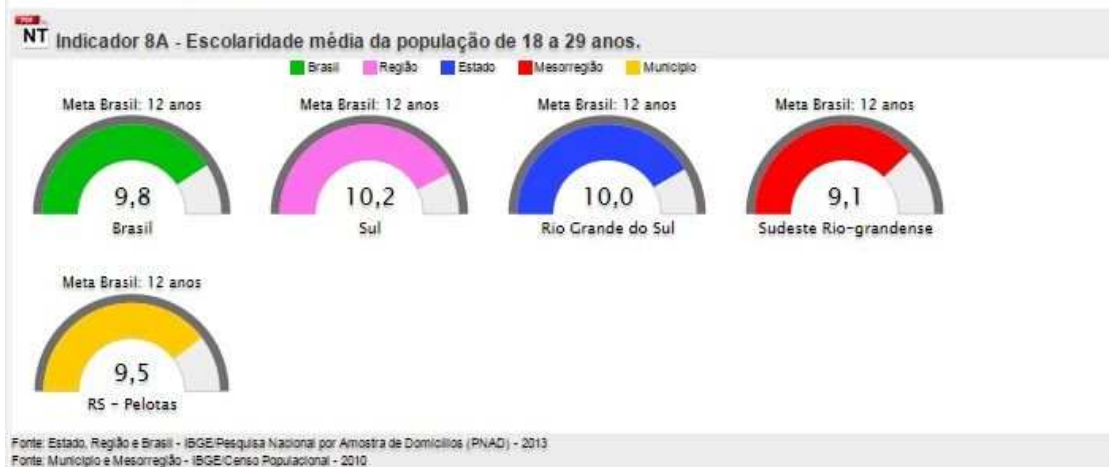 PDF
NT Indicador 8A - Escolaridade média da população de 18 a 29 anos.
Brasil Região Estado Mesorregião Município
Meta Brasil: 12 anos Meta Brasil: 12 anos Meta Brasil: 12 anos Meta Brasil: 12 anos
9,8 10,2 10,0 9,1
Brasil Sul Rio Grande do Sul Sudeste Rio-grandense
Meta Brasil: 12 anos
9,5
RS - Pelotas
Fonte: Estado, Região e Brasil - IBGE/Pesquisa Nacional por Amostra de Domicílios (PNAD) - 2013
Fonte: Município e Mesorregião - IBGE/Censo Populacional - 2010